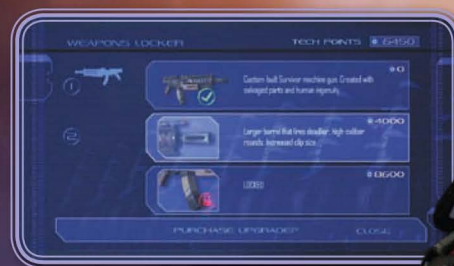 WEAPONS LOCKER
TECH POINTS 6450
1
0
Custom built Survivor machine gun. Created with
salvaged parts and human ingenuity.
2
4000
Larger barrel that fires deadlier, high-caliber
rounds. Increased clip size.
8600
LOCKED
PURCHASE UPGRADE?
CLOSE